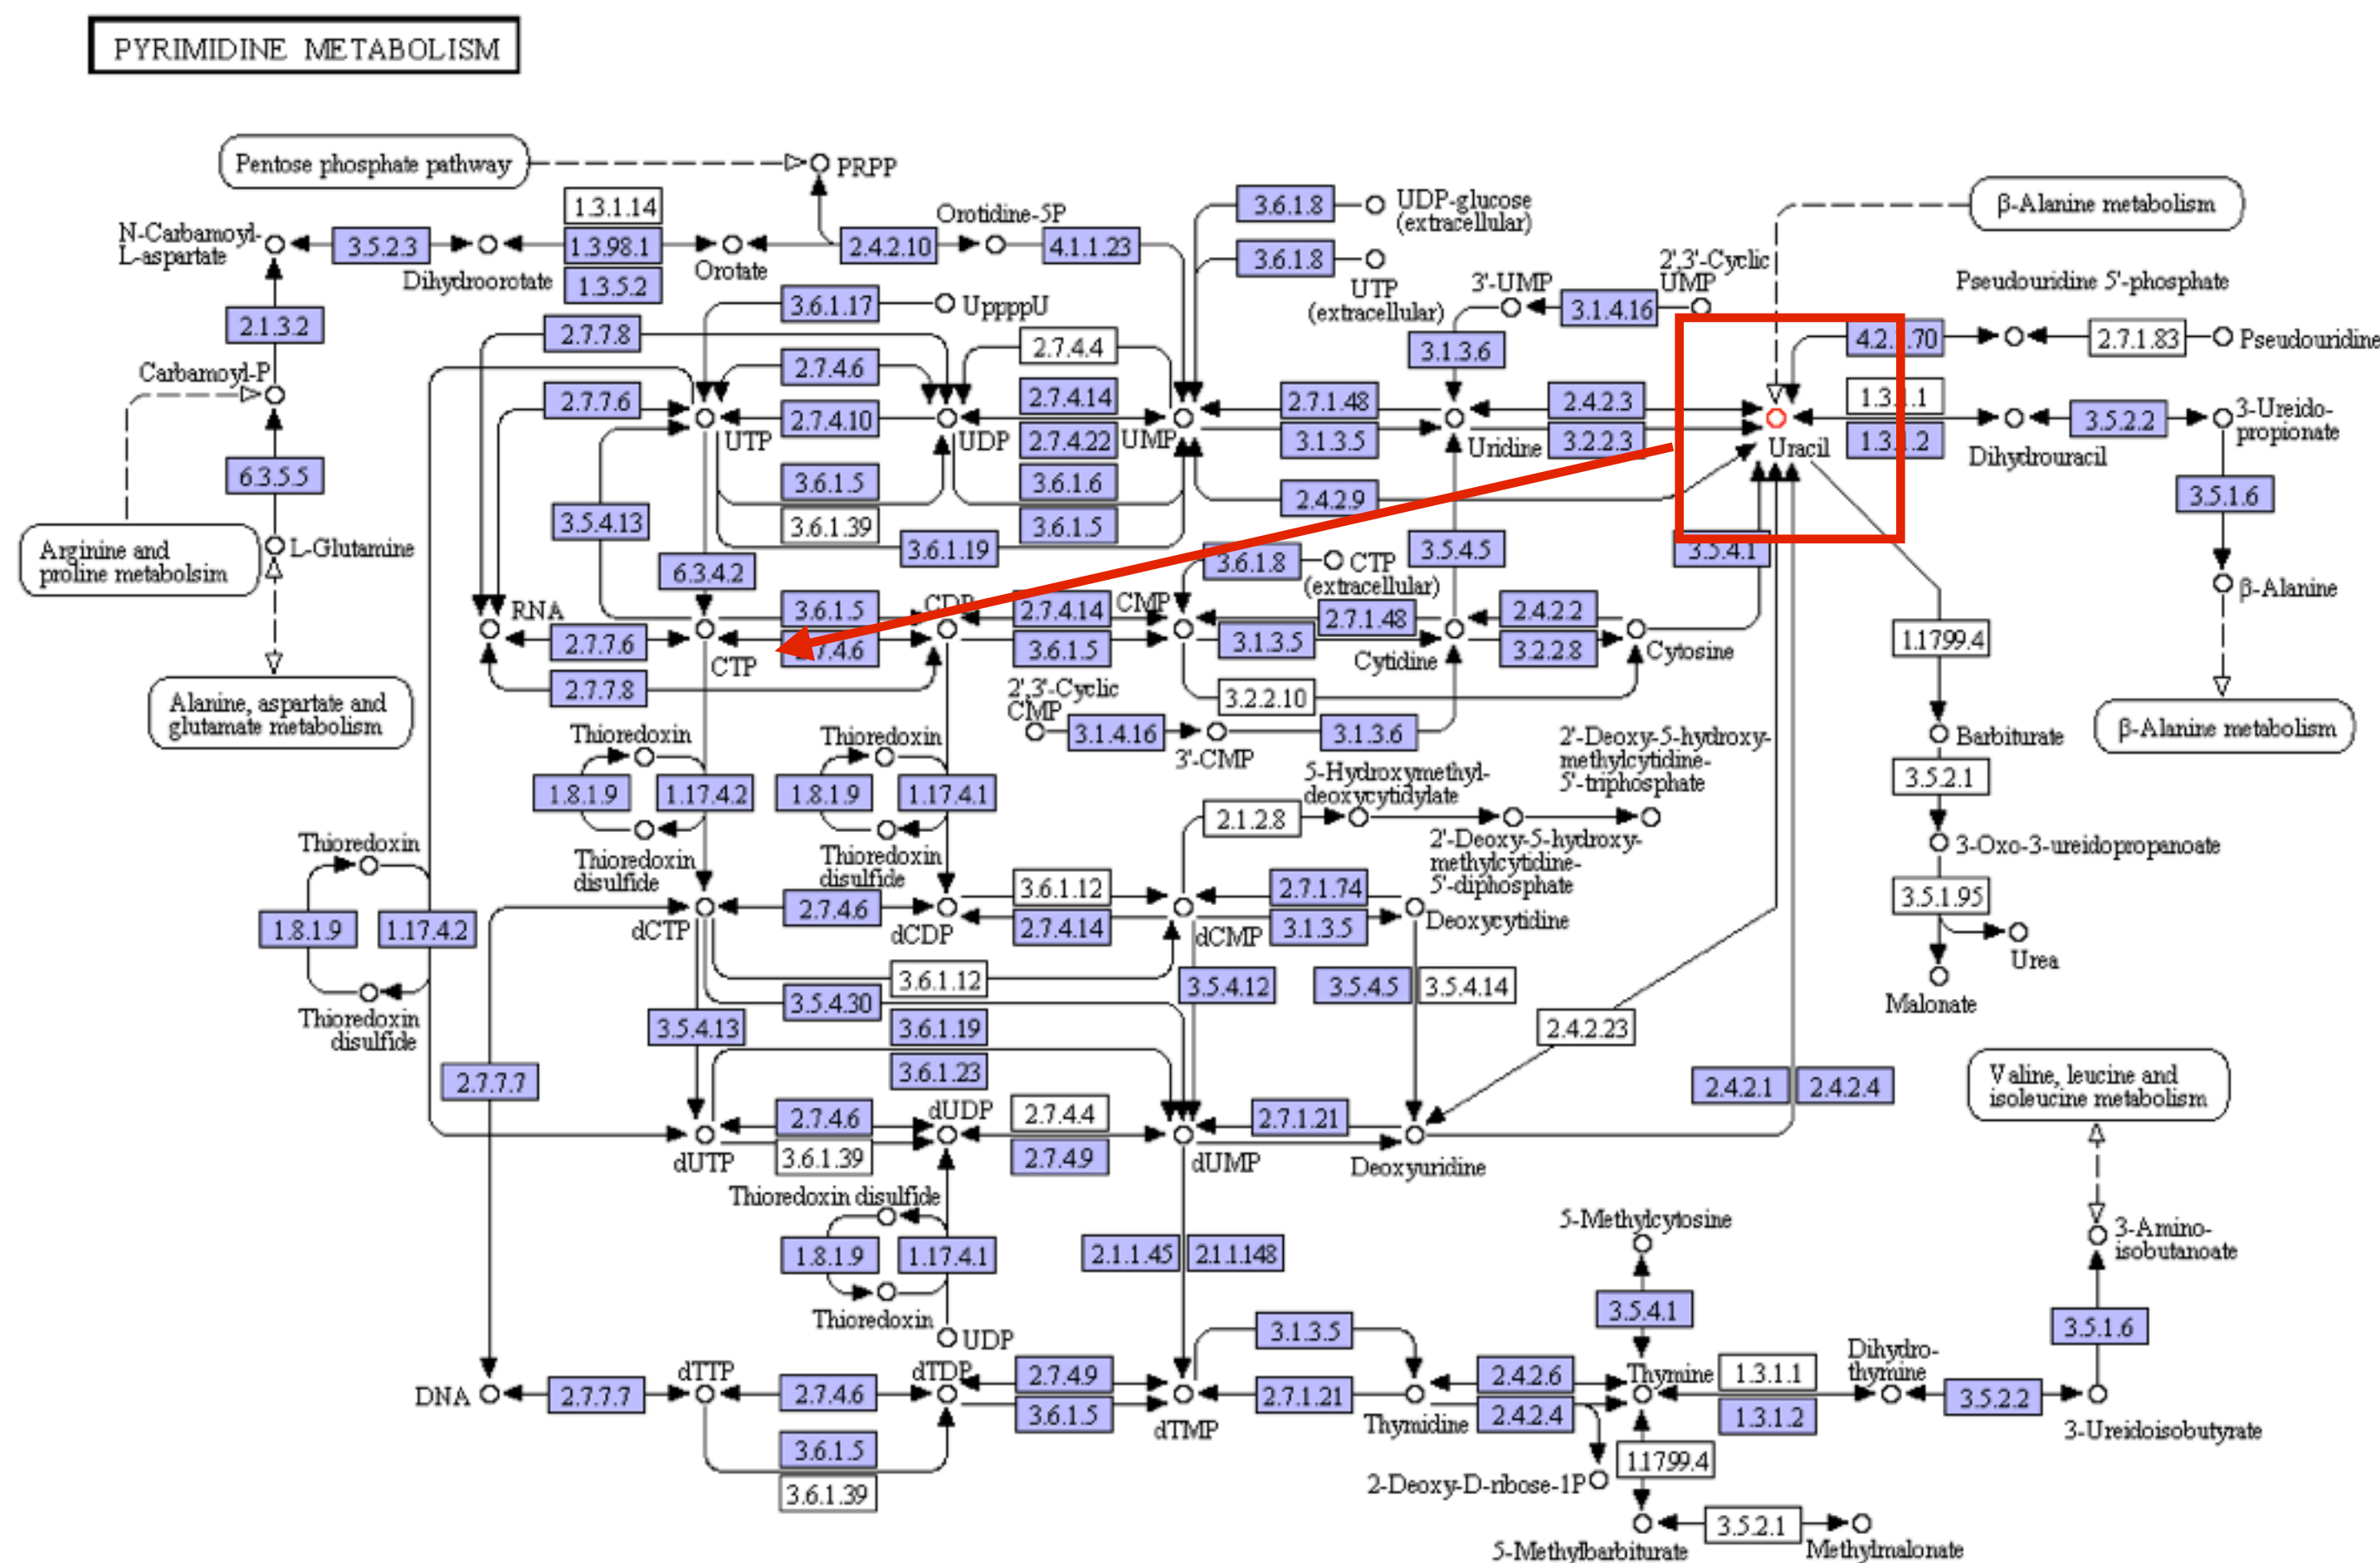 PYRIMIDINE METABOLISM
Pentose phosphate pathway
PRPP
β-Alanine metabolism
N-Carbamoyl-
L-aspartate
3.5.2.3
Dihydroorotate
1.3.1.14
1.3.98.1
1.3.5.2
Orotate
2.4.2.10
Orotidine-5P
4.1.1.23
3.6.1.8
UDP-glucose
(extracellular)
3.6.1.8
UTP
(extracellular)
3'-UMP
3.1.4.16
2',3'-Cyclic
UMP
Pseudouridine 5'-phosphate
2.1.3.2
3.6.1.17
UppppU
2.7.7.8
2.7.4.6
2.7.4.4
3.1.3.6
2.7.1.83
Pseudouridine
Carbamoyl-P
2.7.7.6
UTP
2.7.4.10
UDP
2.7.4.14
2.7.4.22
UMP
2.7.1.48
3.1.3.5
Uridine
2.4.2.3
3.2.2.3
Uracil
1.3.1.1
1.3.1.2
Dihydrouracil
3.5.2.2
3-Ureido-
propionate
6.3.5.5
3.5.4.13
3.6.1.5
3.6.1.39
3.6.1.6
3.6.1.5
2.4.2.9
3.5.1.6
Arginine and
proline metabolsim
L-Glutamine
6.3.4.2
3.6.1.19
3.6.1.8
CTP
(extracellular)
3.5.4.5
3.5.4.1
β-Alanine
RNA
2.7.7.6
CTP
3.6.1.5
2.7.4.6
CDP
2.7.4.14
3.6.1.5
CMP
2.7.1.48
3.1.3.5
Cytidine
2.4.2.2
3.2.2.8
Cytosine
1.1799.4
2.7.7.8
2',3'-Cyclic
CMP
3.1.4.16
3'-CMP
3.2.2.10
3.1.3.6
Alanine, aspartate and
glutamate metabolism
β-Alanine metabolism
Barbiturate
Thioredoxin
1.8.1.9
1.17.4.2
Thioredoxin
disulfide
Thioredoxin
1.8.1.9
1.17.4.1
Thioredoxin
disulfide
2.1.2.8
5-Hydroxymethyl-
deoxycytidylate
2'-Deoxy-5-hydroxy-
methylcytidine-
5'-diphosphate
2'-Deoxy-5-hydroxy-
methylcytidine-
5'-triphosphate
3.5.2.1
3-Oxo-3-ureidopropanoate
3.5.1.95
Urea
Malonate
Thioredoxin
1.8.1.9
1.17.4.2
Thioredoxin
disulfide
dCTP
2.7.4.6
dCDP
3.6.1.12
2.7.4.14
dCMP
2.7.1.74
3.1.3.5
Deoxycytidine
3.6.1.12
3.5.4.30
3.5.4.12
3.5.4.5
3.5.4.14
3.5.4.13
3.6.1.19
3.6.1.23
2.4.2.23
2.7.7.7
2.4.2.1
2.4.2.4
Valine, leucine and
isoleucine metabolism
dUTP
2.7.4.6
3.6.1.39
dUDP
2.7.4.4
2.7.4.9
dUMP
2.7.1.21
Deoxyuridine
Thioredoxin disulfide
1.8.1.9
1.17.4.1
Thioredoxin
UDP
2.1.1.45
2.1.1.148
5-Methylcytosine
3.5.4.1
3-Amino-
isobutanoate
3.5.1.6
DNA
2.7.7.7
dTTP
2.7.4.6
dTDP
2.7.4.9
3.6.1.5
dTMP
3.1.3.5
2.7.1.21
Thymidine
2.4.2.6
2.4.2.4
Thymine
1.3.1.1
1.3.1.2
Dihydro-
thymine
3.5.2.2
3-Ureidoisobutyrate
3.6.1.5
3.6.1.39
2-Deoxy-D-ribose-1P
1.1799.4
5-Methylbarbiturate
3.5.2.1
Methylmalonate